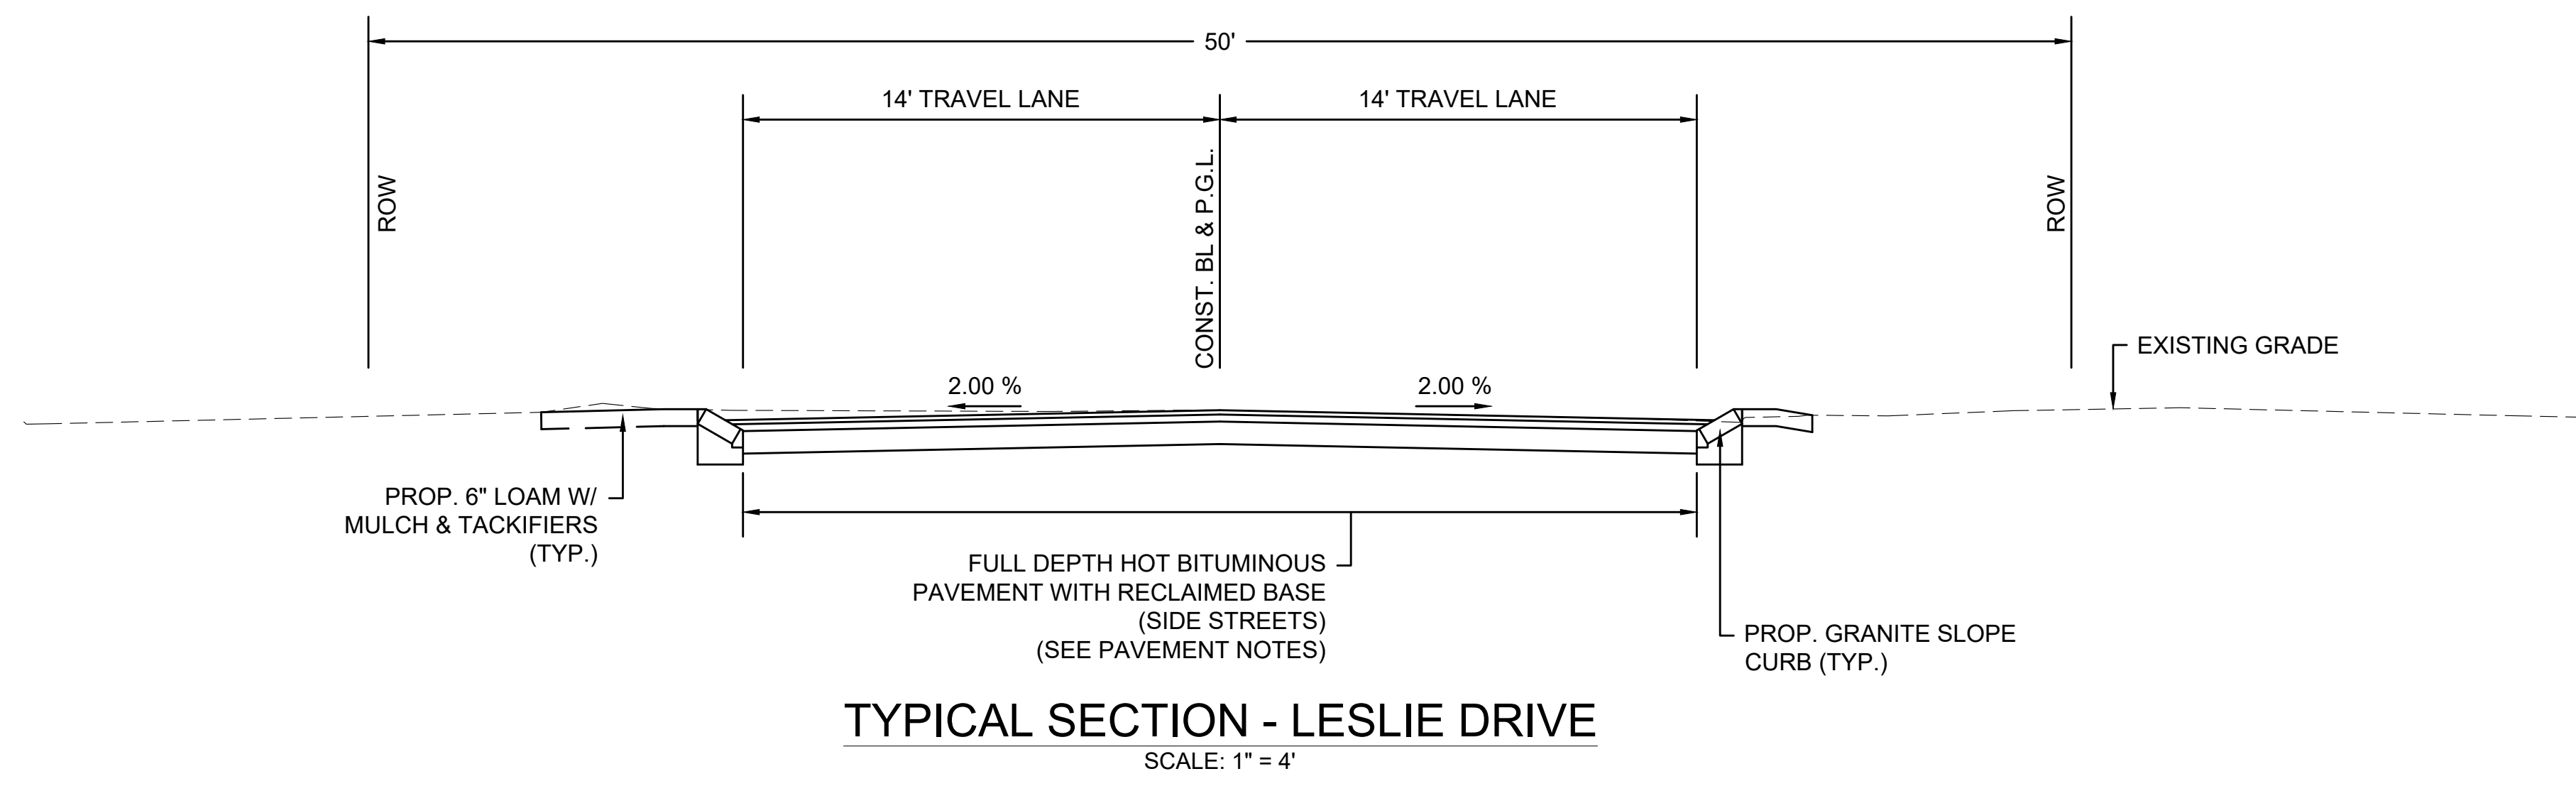 50'
14' TRAVEL LANE
14' TRAVEL LANE
ROW
CONST. BL & P.G.L.
ROW
EXISTING GRADE
2.00 %
2.00 %
PROP. 6" LOAM W/
MULCH & TACKIFIERS
(TYP.)
FULL DEPTH HOT BITUMINOUS
PAVEMENT WITH RECLAIMED BASE
(SIDE STREETS)
(SEE PAVEMENT NOTES)
PROP. GRANITE SLOPE
CURB (TYP.)
TYPICAL SECTION - LESLIE DRIVE
SCALE: 1" = 4'